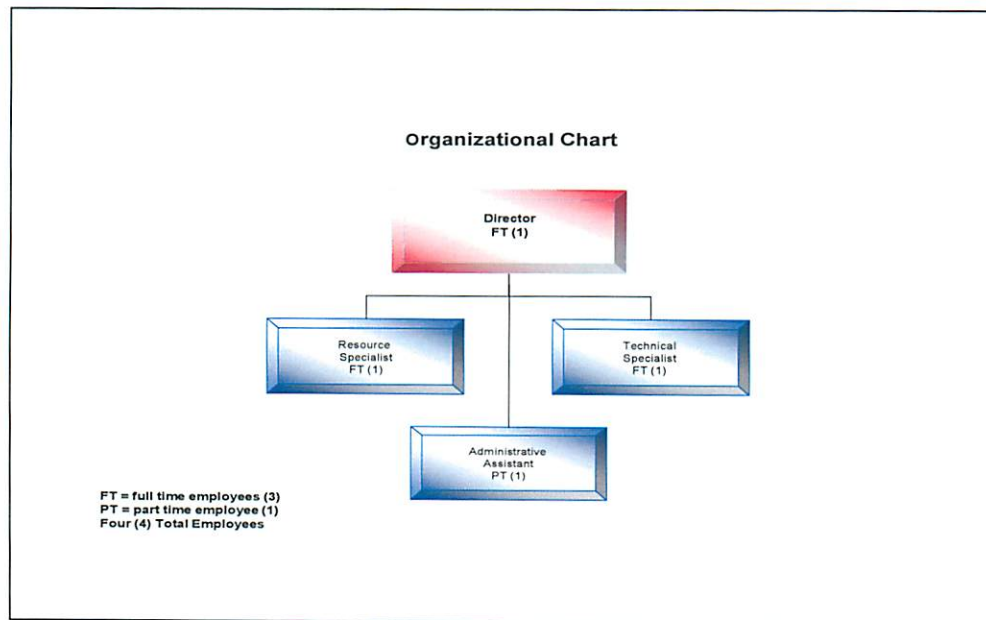 Organizational Chart
Director
FT (1)
Resource
Specialist
FT (1)
Technical
Specialist
FT (1)
Administrative
Assistant
PT (1)
FT = full time employees (3)
PT = part time employee (1)
Four (4) Total Employees